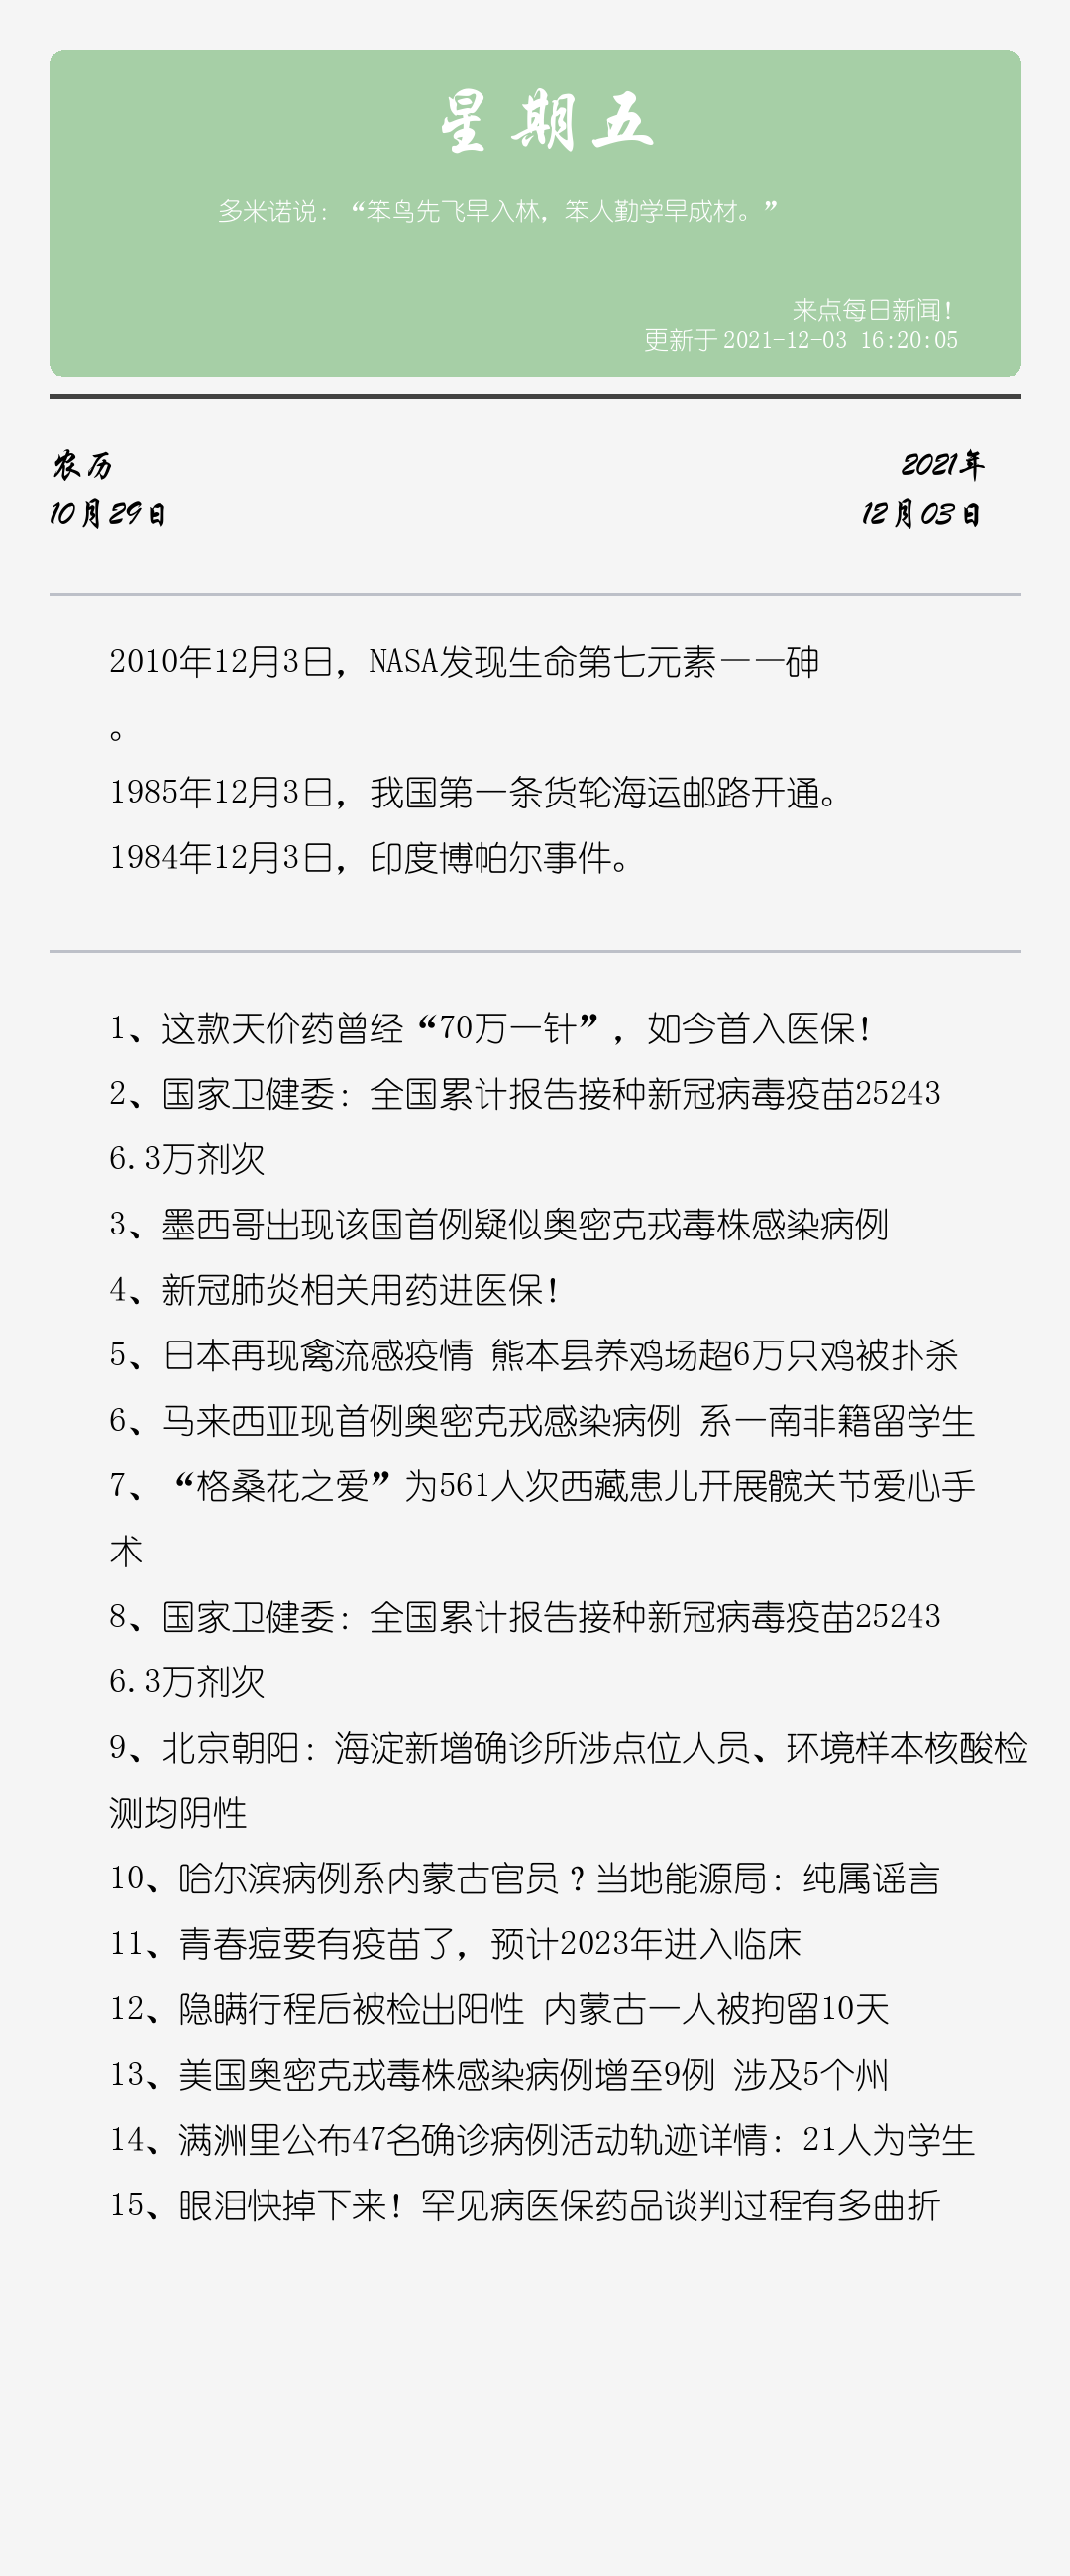 星期五
多米诺说：“笨鸟先飞早入林，笨人勤学早成材。”
来点每日新闻！
更新于 2021-12-03 16:20:05
农历
10月29日
2021年
12月03日
2010年12月3日，NASA发现生命第七元素——砷
。
1985年12月3日，我国第一条货轮海运邮路开通。
1984年12月3日，印度博帕尔事件。
1、这款天价药曾经“70万一针”，如今首入医保！
2、国家卫健委：全国累计报告接种新冠病毒疫苗25243
6.3万剂次
3、墨西哥出现该国首例疑似奥密克戎毒株感染病例
4、新冠肺炎相关用药进医保！
5、日本再现禽流感疫情 熊本县养鸡场超6万只鸡被扑杀
6、马来西亚现首例奥密克戎感染病例 系一南非籍留学生
7、“格桑花之爱”为561人次西藏患儿开展髋关节爱心手
术
8、国家卫健委：全国累计报告接种新冠病毒疫苗25243
6.3万剂次
9、北京朝阳：海淀新增确诊所涉点位人员、环境样本核酸检
测均阴性
10、哈尔滨病例系内蒙古官员？当地能源局：纯属谣言
11、青春痘要有疫苗了，预计2023年进入临床
12、隐瞒行程后被检出阳性 内蒙古一人被拘留10天
13、美国奥密克戎毒株感染病例增至9例 涉及5个州
14、满洲里公布47名确诊病例活动轨迹详情：21人为学生
15、眼泪快掉下来！罕见病医保药品谈判过程有多曲折